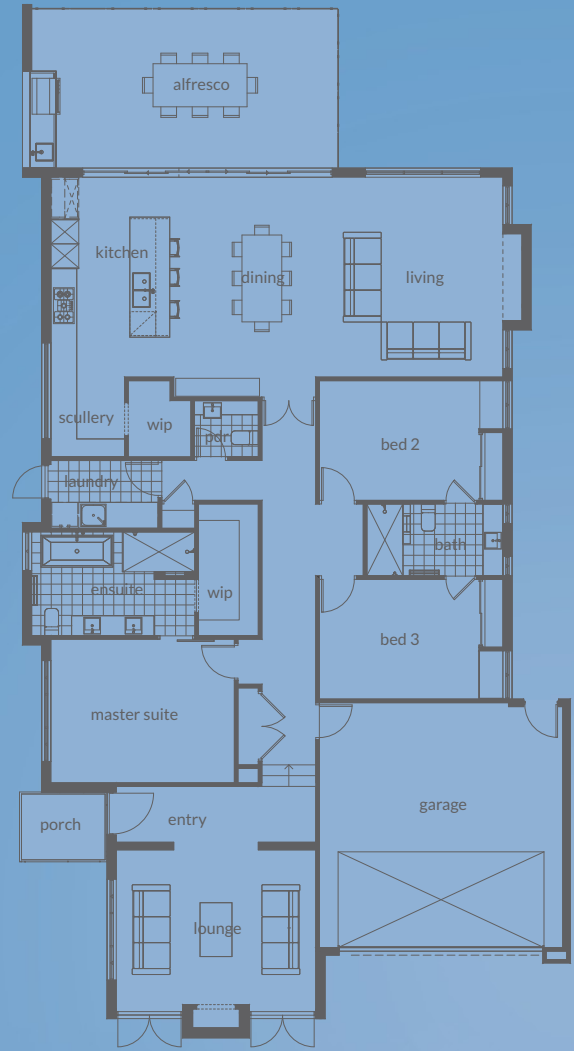 alfresco
kitchen
dining
living
scullery
wip
pdr
bed 2
laundry
bath
ensuite
wip
bed 3
master suite
garage
porch
entry
lounge